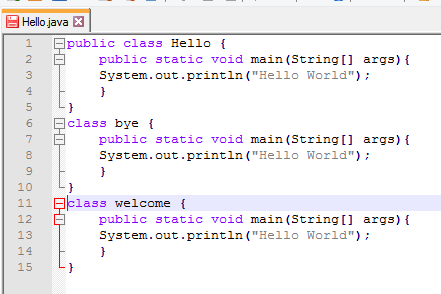 Hello.java
1 public class Hello {
2 public static void main(String[] args){
3 System.out.println("Hello World");
4 }
5 }
6 class bye {
7 public static void main(String[] args){
8 System.out.println("Hello World");
9 }
10 }
11 class welcome {
12 public static void main(String[] args){
13 System.out.println("Hello World");
14 }
15 }